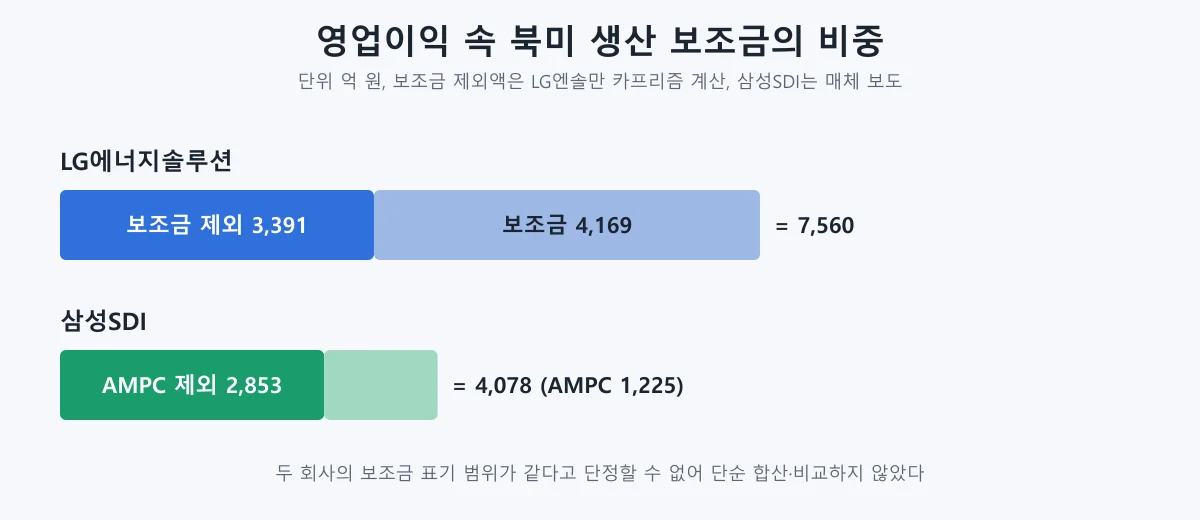 영업이익 속 북미 생산 보조금의 비중
단위 억 원, 보조금 제외액은 LG엔솔만 카프리즘 계산, 삼성SDI는 매체 보도
LG에너지솔루션
보조금 제외 3,391 보조금 4,169 = 7,560
삼성SDI
AMPC 제외 2,853 = 4,078 (AMPC 1,225)
두 회사의 보조금 표기 범위가 같다고 단정할 수 없어 단순 합산·비교하지 않았다